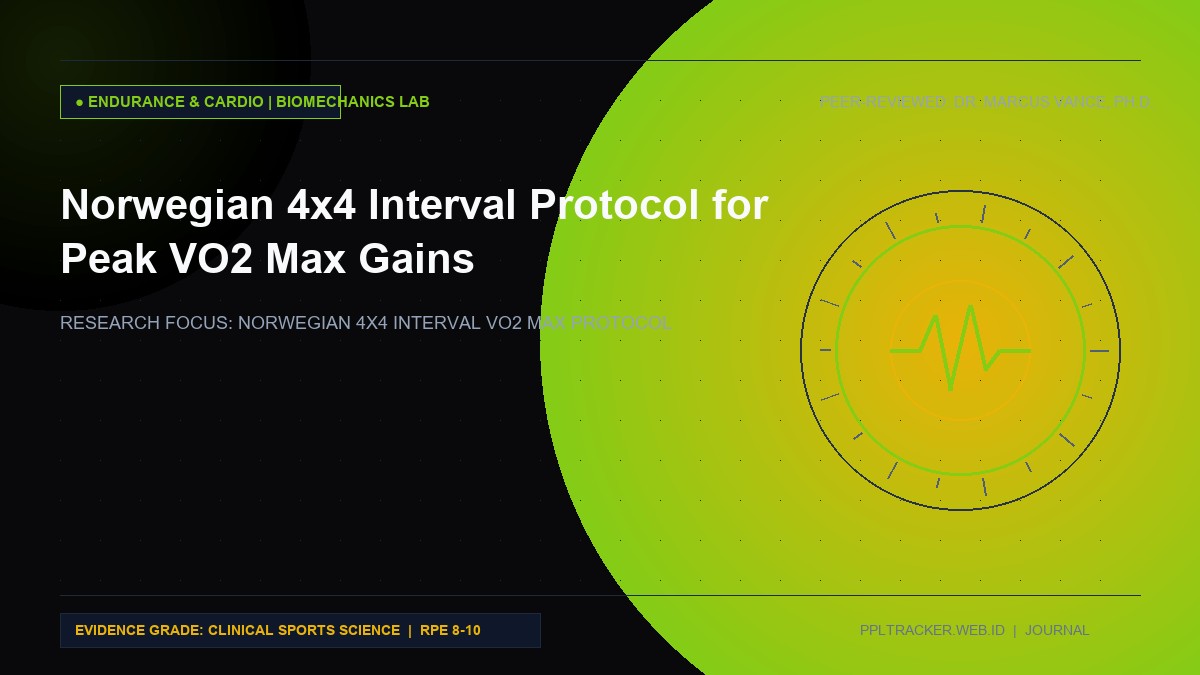 ● ENDURANCE & CARDIO | BIOMECHANICS LAB
PEER-REVIEWED: DR. MARCUS VANCE, PH.D
Norwegian 4x4 Interval Protocol for
Peak VO2 Max Gains
RESEARCH FOCUS: NORWEGIAN 4X4 INTERVAL VO2 MAX PROTOCOL
EVIDENCE GRADE: CLINICAL SPORTS SCIENCE | RPE 8-10
PPLTRACKER.WEB.ID | JOURNAL